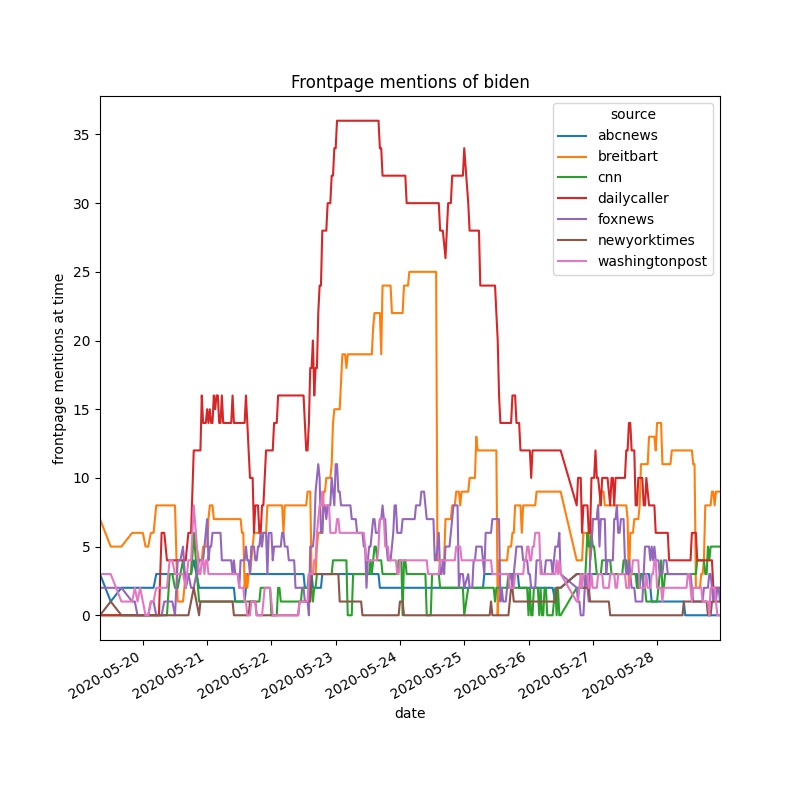 Frontpage mentions of biden
source
abcnews
breitbart
cnn
dailycaller
foxnews
newyorktimes
washingtonpost
frontpage mentions at time
35
30
25
20
15
10
5
0
2020-05-20
2020-05-21
2020-05-22
2020-05-23
2020-05-24
2020-05-25
2020-05-26
2020-05-27
2020-05-28
date